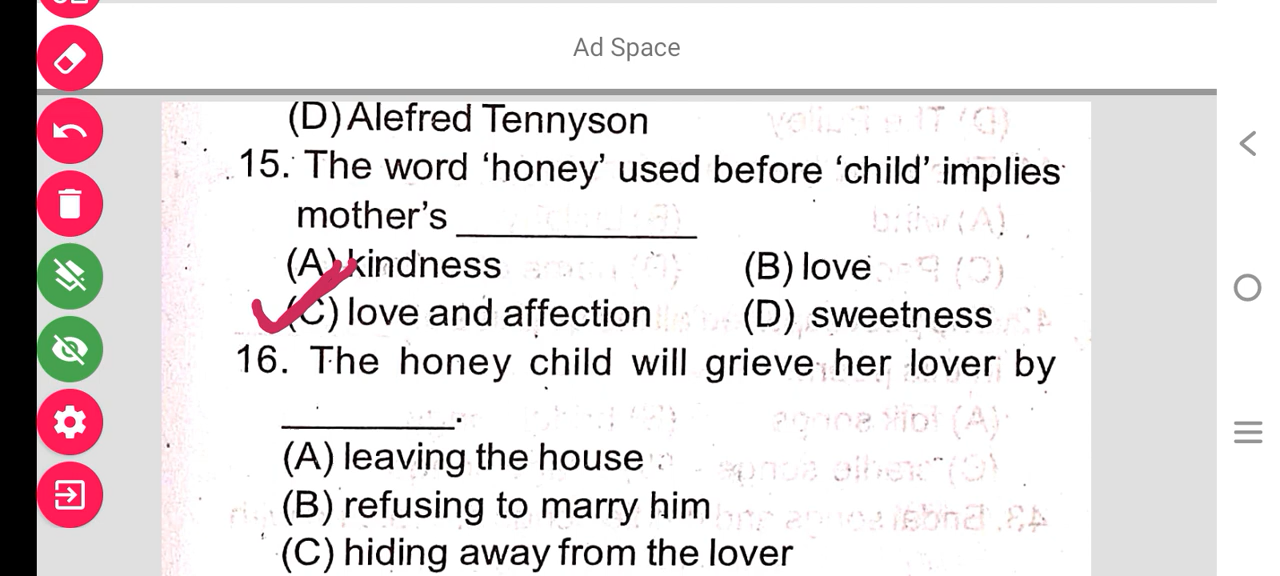 Ad Space
(D) Alefred Tennyson
15. The word ‘honey’ used before ‘child’ implies
mother’s ____________
(A) kindness (B) love
(C) love and affection (D) sweetness
16. The honey child will grieve her lover by
_________.
(A) leaving the house
(B) refusing to marry him
(C) hiding away from the lover